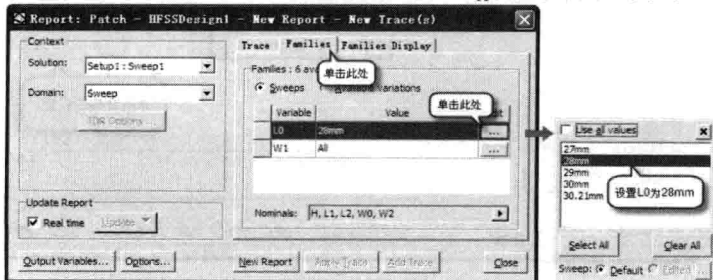 Report: Patch - HFSSDesign1 - New Report - New Trace(s)
Context
Solution: Setup1 : Sweep1
Domain: Sweep
TDR Options ...
Update Report
Real time Update
Output Variables... Options...
Trace Families Families Display
Families : 6 av
单击此处
Sweeps Available variations
单击此处
Variable Value
L0 28mm ...
W1 All ...
Nominals: H, L1, L2, W0, W2
New Report Apply Trace Add Trace Close
Use all values
27mm
28mm
29mm
30mm
30.21mm
设置L0为28mm
Select All Clear All
Sweep: Default Edited